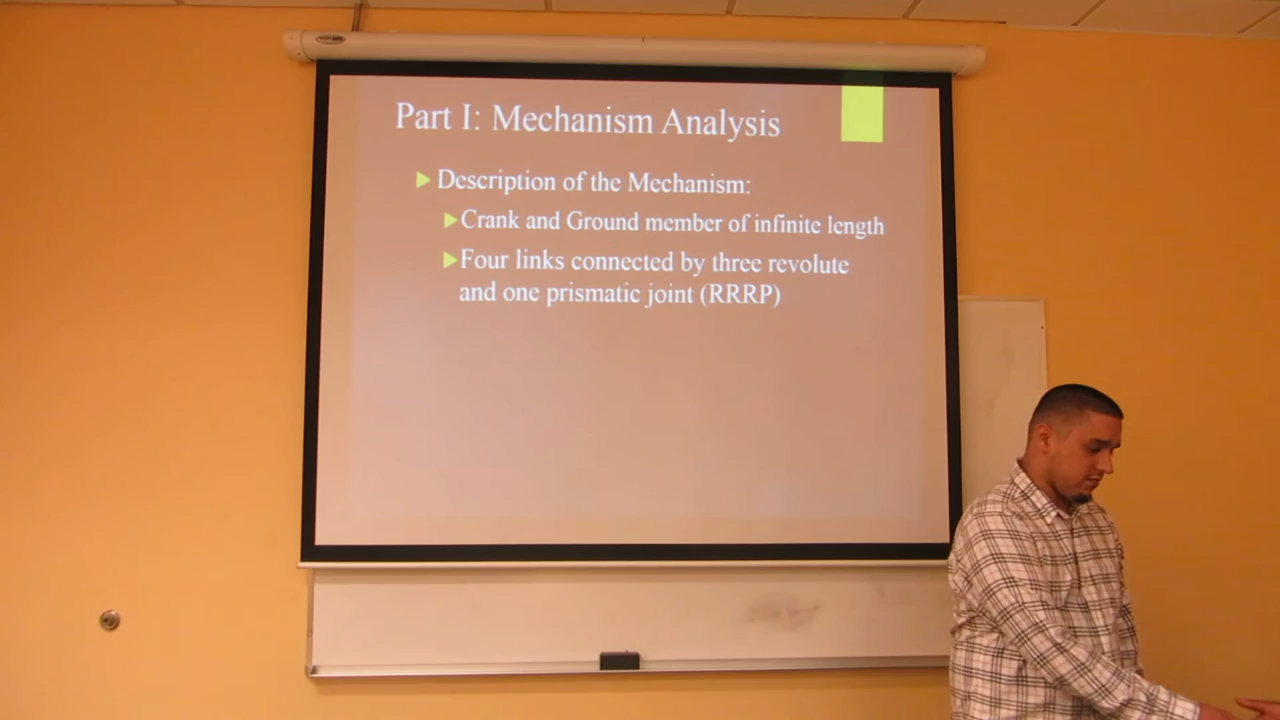 Part I: Mechanism Analysis
Description of the Mechanism:
Crank and Ground member of infinite length
Four links connected by three revolute
and one prismatic joint (RRRP)